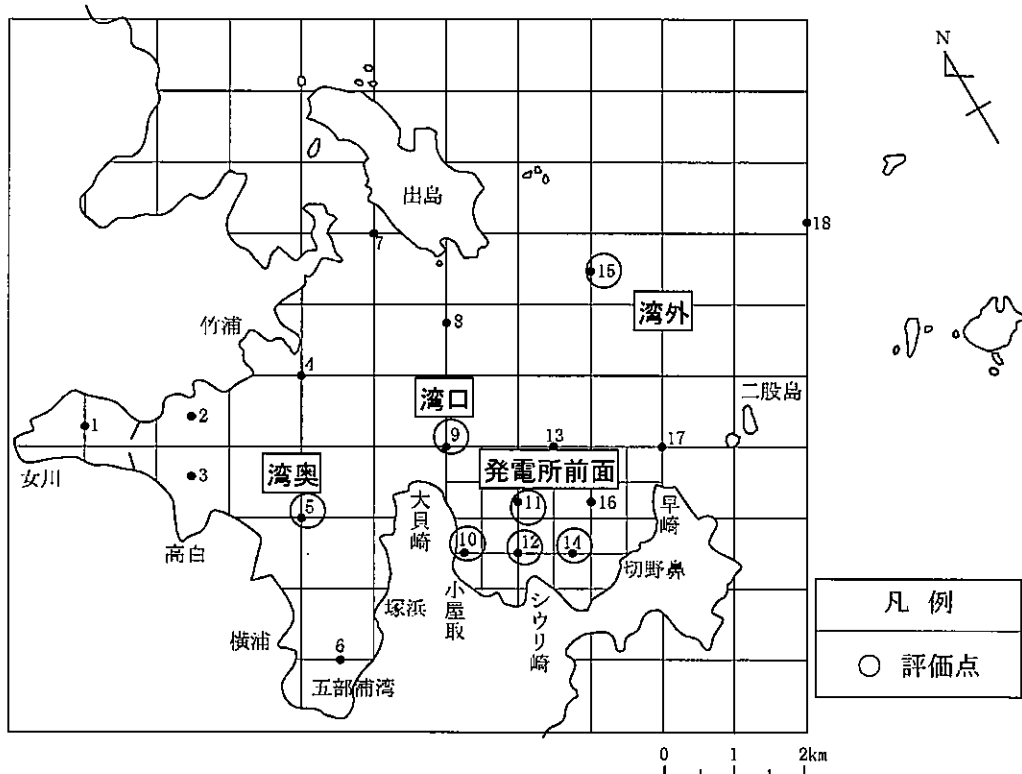 N
出島
18
7
15
湾外
8
竹浦
4
湾口
二股島
2
1
9
13
17
女川
3
湾奥
発電所前面
大貝崎
5
11
16
早崎
高白
10
12
14
切野鼻
塚浜
小屋取
シウリ崎
凡例
横浦
6
○ 評価点
五部浦湾
0 1 2km